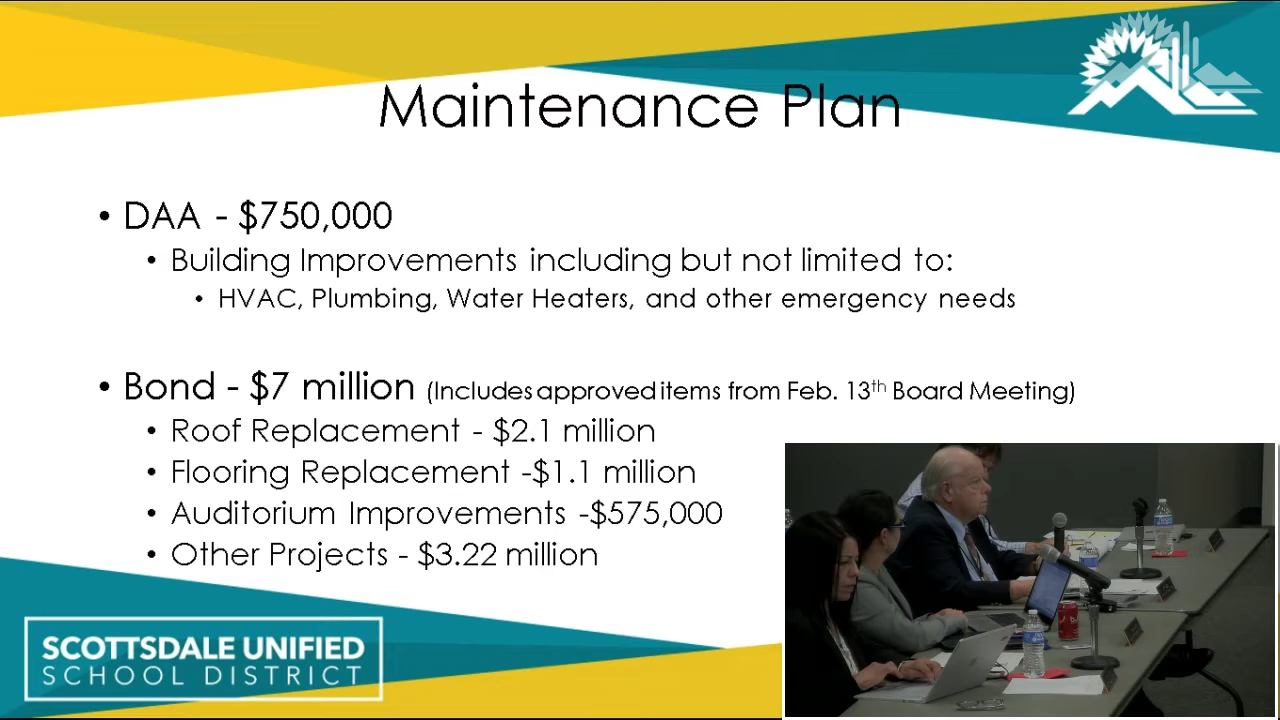 Maintenance Plan
• DAA - $750,000
• Building Improvements including but not limited to:
• HVAC, Plumbing, Water Heaters, and other emergency needs
• Bond - $7 million (Includes approved items from Feb. 13th Board Meeting)
• Roof Replacement - $2.1 million
• Flooring Replacement -$1.1 million
• Auditorium Improvements -$575,000
• Other Projects - $3.22 million
SCOTTSDALE UNIFIED
SCHOOL DISTRICT